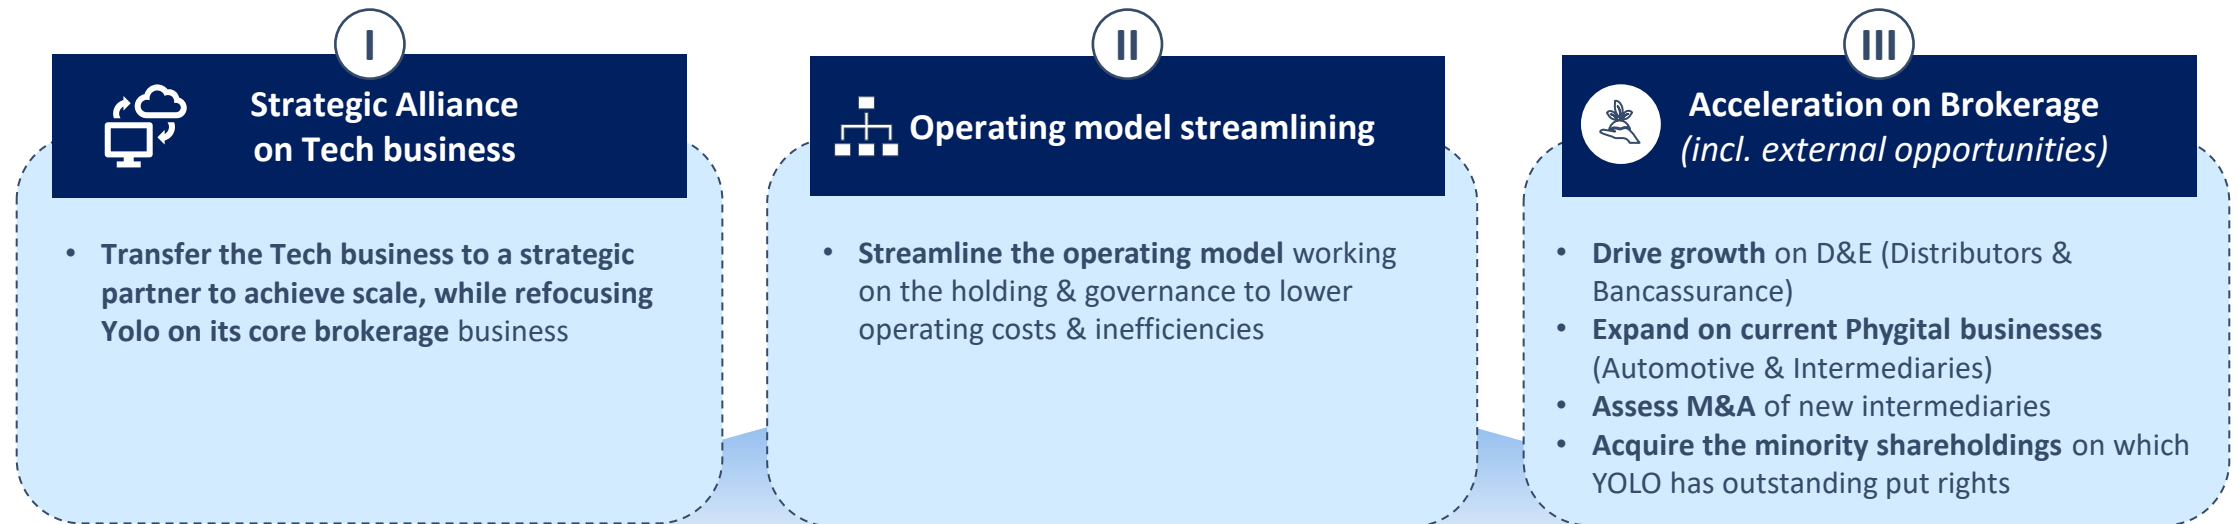 I
Strategic Alliance
on Tech business
• Transfer the Tech business to a strategic
partner to achieve scale, while refocusing
Yolo on its core brokerage business
II
Operating model streamlining
• Streamline the operating model working
on the holding & governance to lower
operating costs & inefficiencies
III
Acceleration on Brokerage
(incl. external opportunities)
• Drive growth on D&E (Distributors &
Bancassurance)
• Expand on current Phygital businesses
(Automotive & Intermediaries)
• Assess M&A of new intermediaries
• Acquire the minority shareholdings on which
YOLO has outstanding put rights